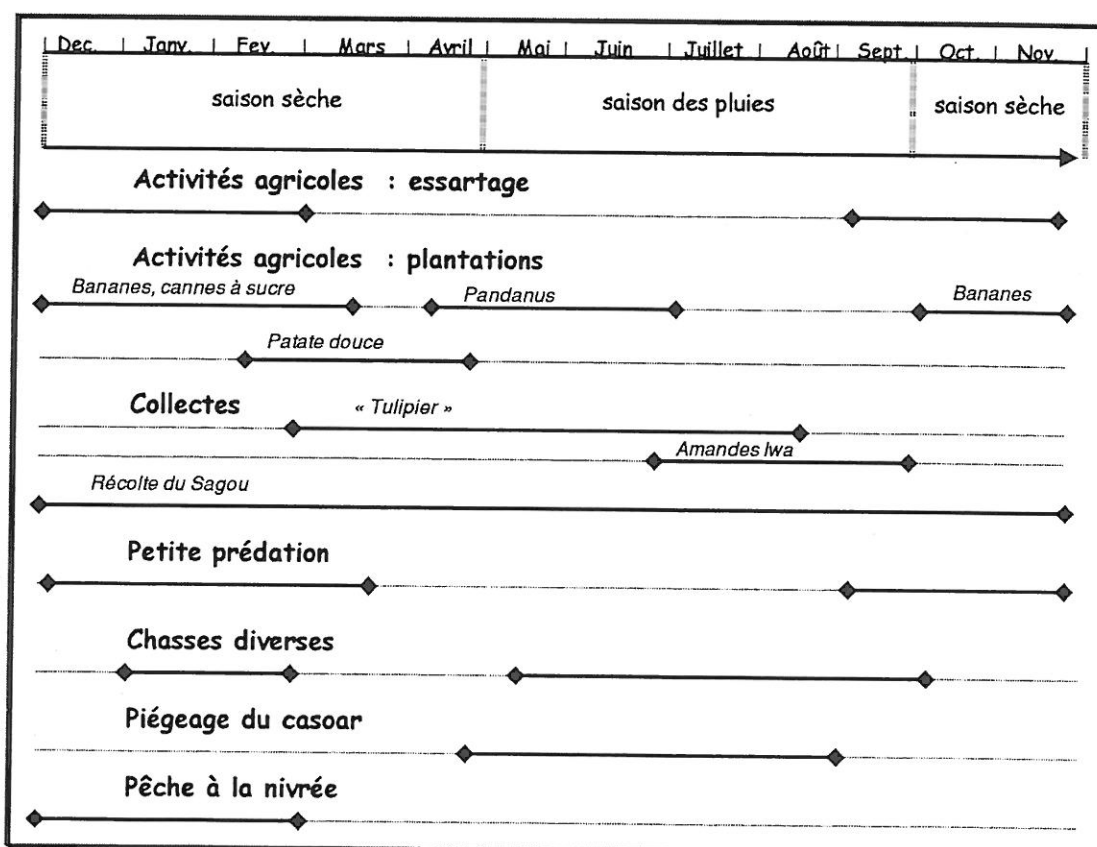 Dec. Janv. Fev. Mars Avril Mai Juin Juillet Août Sept. Oct. Nov.
saison sèche saison des pluies saison sèche
Activités agricoles : essartage
Activités agricoles : plantations
Bananes, cannes à sucre Pandanus Bananes
Patate douce
Collectes « Tulipier »
Amandes Iwa
Récolte du Sagou
Petite prédation
Chasses diverses
Piégeage du casoar
Pêche à la nivrée